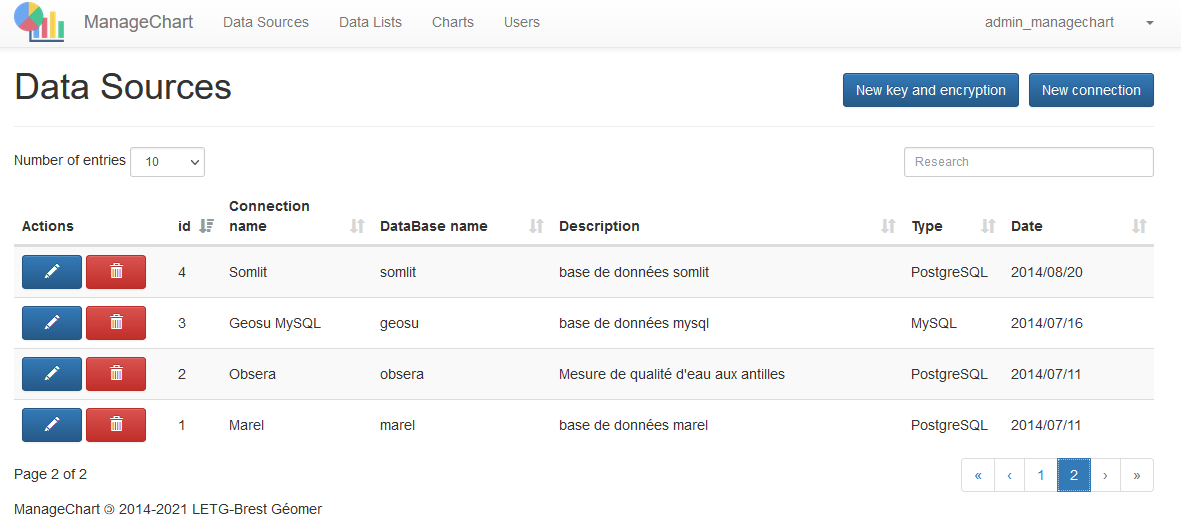 ManageChart Data Sources Data Lists Charts Users admin_managechart
Data Sources
New key and encryption New connection
Number of entries 10 Research
Actions id Connection name DataBase name Description Type Date
4 Somlit somlit base de données somlit PostgreSQL 2014/08/20
3 Geosu MySQL geosu base de données mysql MySQL 2014/07/16
2 Obsera obsera Mesure de qualité d'eau aux antilles PostgreSQL 2014/07/11
1 Marel marel base de données marel PostgreSQL 2014/07/11
Page 2 of 2 « ‹ 1 2 › »
ManageChart @ 2014-2021 LETG-Brest Géomer